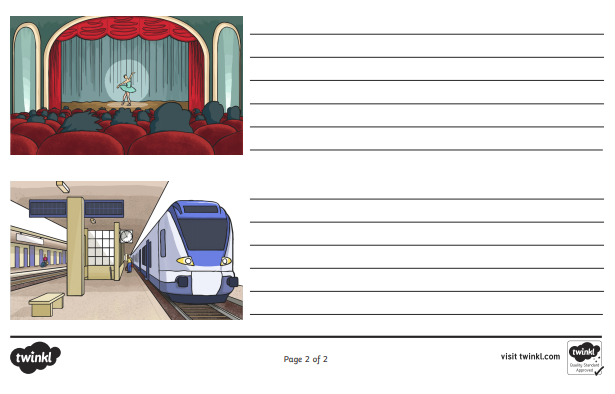 twinkl
Page 2 of 2
visit twinkl.com
twinkl
Quality Standard
Approved